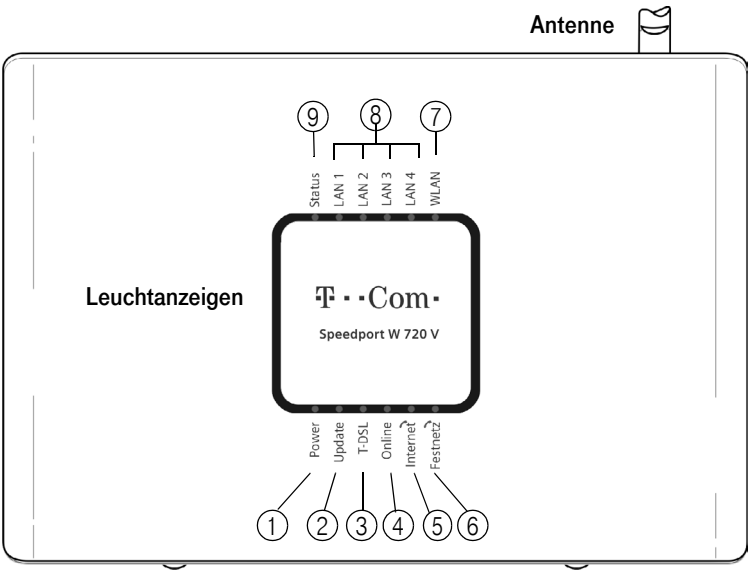 Antenne
9 8 7
Status LAN 1 LAN 2 LAN 3 LAN 4 WLAN
Leuchtanzeigen
T · · Com ·
Speedport W 720 V
Power Update T-DSL Online Internet Festnetz
1 2 3 4 5 6